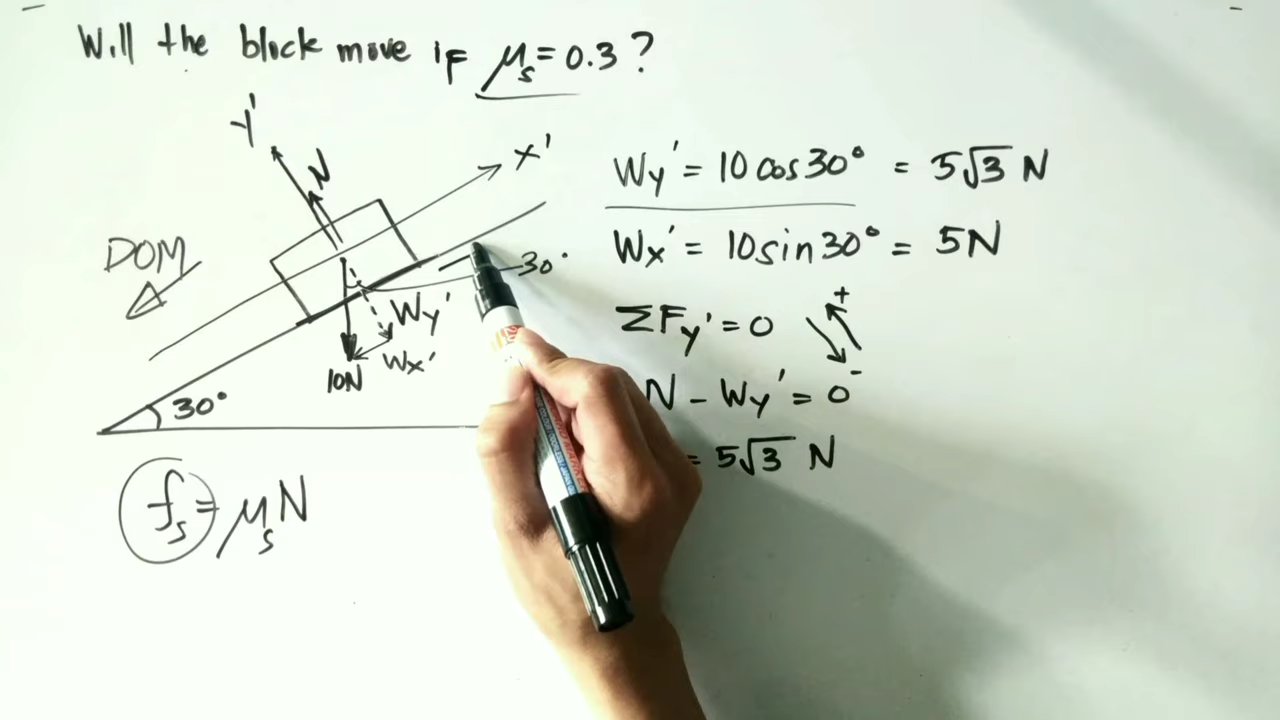 Will the block move if μs = 0.3 ?
Y'
N
X'
DOM
30°
Wy'
Wx'
10N
30°
fs = μsN
Wy' = 10 cos 30° = 5√3 N
Wx' = 10 sin 30° = 5N
ΣFy' = 0
+
-
N - Wy' = 0
= 5√3 N